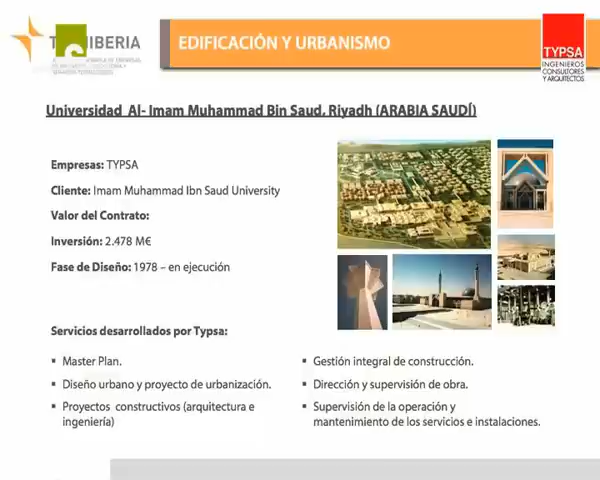 IBERIA
EDIFICACIÓN Y URBANISMO
TYPSA
INGENIEROS
CONSULTORES
Y ARQUITECTOS
Universidad Al- Imam Muhammad Bin Saud, Riyadh (ARABIA SAUDÍ)
Empresas: TYPSA
Cliente: Imam Muhammad Ibn Saud University
Valor del Contrato:
Inversión: 2.478 M€
Fase de Diseño: 1978 – en ejecución
Servicios desarrollados por Typsa:
▪ Master Plan.
▪ Diseño urbano y proyecto de urbanización.
▪ Proyectos constructivos (arquitectura e
ingeniería)
▪ Gestión integral de construcción.
▪ Dirección y supervisión de obra.
▪ Supervisión de la operación y
mantenimiento de los servicios e instalaciones.